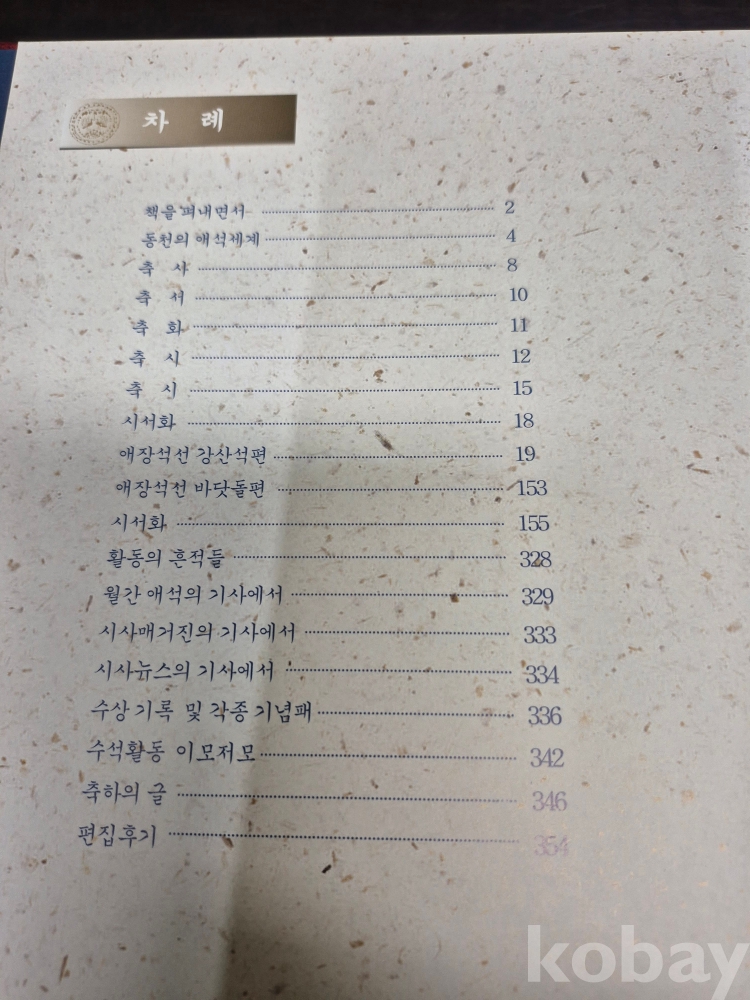 차 례
책을 펴내면서 2
동천의 애석세계 4
축 사 8
축 서 10
축 화 11
축 시 12
축 시 15
시서화 18
애장석선 강산석편 19
애장석선 바닷돌편 153
시서화 155
활동의 흔적들 328
월간 애석의 기사에서 329
시사매거진의 기사에서 333
시사뉴스의 기사에서 334
수상 기록 및 각종 기념패 336
수석활동 이모저모 342
축하의 글 346
편집후기 354
kobay